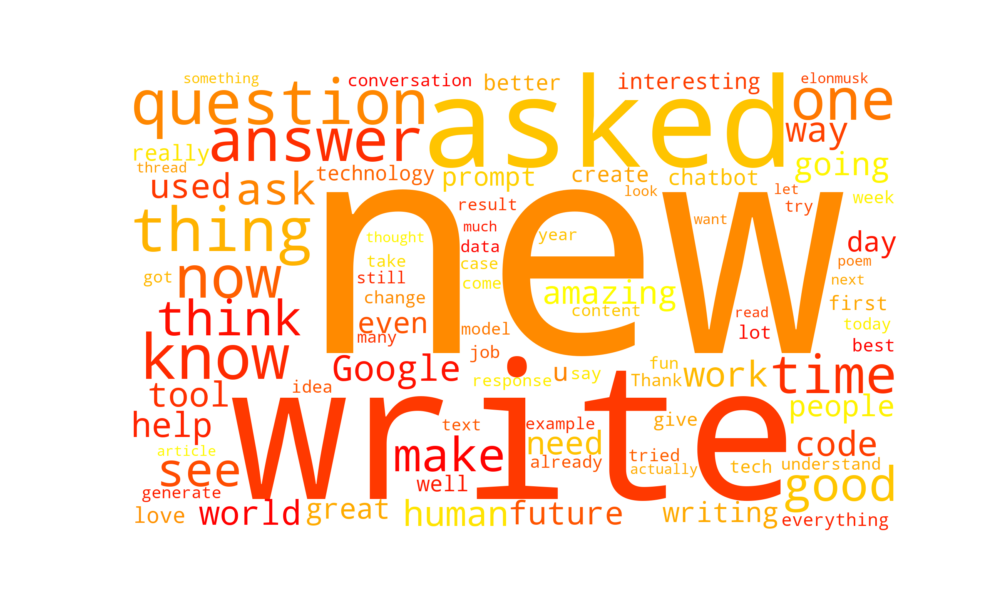 something
conversation
better
interesting
elonmusk
question
asked
one
answer
way
really
thread
technology
prompt
create
chatbot
going
used
ask
look
let
week
new
result
try
thing
much
want
thought
data
year
day
got
now
take
still
case
come
amazing
poem
next
change
content
first
think
even
many
model
read
lot
today
know
job
best
Google
response
u
say
fun
Thank
work
time
tool
idea
write
help
text
example
need
give
people
article
see
make
well
already
tried
actually
tech
code
understand
good
generate
love
world
great
human
future
writing
everything